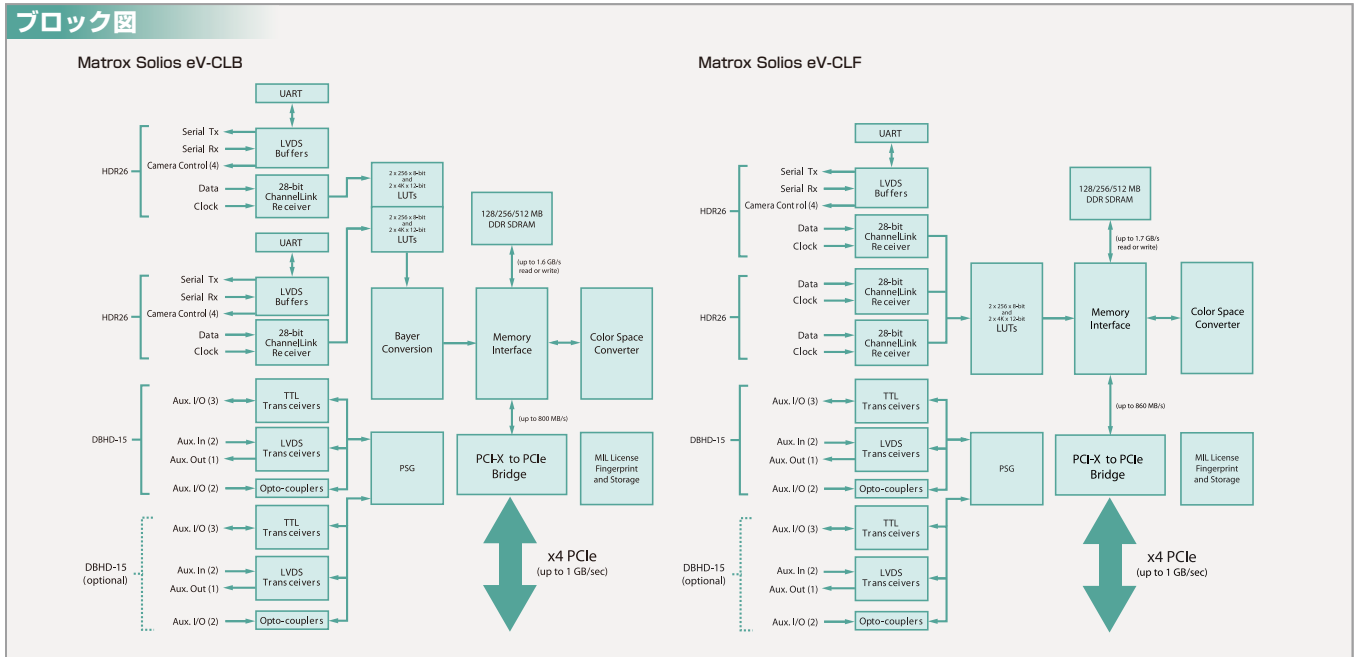 ブロック図
Matrox Solios eV-CLB
UART
Serial Tx
Serial Rx
Camera Control (4)
LVDS
Buffers
HDR26
Data
Clock
28-bit
ChannelLink
Receiver
2 x 256 x 8-bit
and
2 x 4K x 12-bit
LUTs
2 x 256 x 8-bit
and
2 x 4K x 12-bit
LUTs
128/256/512 MB
DDR SDRAM
(up to 1.6 GB/s
read or write)
UART
Serial Tx
Serial Rx
Camera Control (4)
LVDS
Buffers
HDR26
Data
Clock
28-bit
ChannelLink
Receiver
Bayer
Conversion
Memory
Interface
Color Space
Converter
(up to 800 MB/s)
DBHD-15
Aux. I/O (3)
TTL
Transceivers
Aux. In (2)
Aux. Out (1)
LVDS
Transceivers
Aux. I/O (2)
Opto-couplers
PSG
PCI-X to PCIe
Bridge
MIL License
Fingerprint
and Storage
DBHD-15
(optional)
Aux. I/O (3)
TTL
Transceivers
Aux. In (2)
Aux. Out (1)
LVDS
Transceivers
Aux. I/O (2)
Opto-couplers
x4 PCIe
(up to 1 GB/sec)
Matrox Solios eV-CLF
UART
Serial Tx
Serial Rx
Camera Control (4)
LVDS
Buffers
HDR26
Data
Clock
28-bit
ChannelLink
Receiver
128/256/512 MB
DDR SDRAM
(up to 1.7 GB/s
read or write)
HDR26
Data
Clock
28-bit
ChannelLink
Receiver
Data
Clock
28-bit
ChannelLink
Receiver
2 x 256 x 8-bit
and
2 x 4K x 12-bit
LUTs
Memory
Interface
Color Space
Converter
(up to 860 MB/s)
DBHD-15
Aux. I/O (3)
TTL
Transceivers
Aux. In (2)
Aux. Out (1)
LVDS
Transceivers
Aux. I/O (2)
Opto-couplers
PSG
PCI-X to PCIe
Bridge
MIL License
Fingerprint
and Storage
DBHD-15
(optional)
Aux. I/O (3)
TTL
Transceivers
Aux. In (2)
Aux. Out (1)
LVDS
Transceivers
Aux. I/O (2)
Opto-couplers
x4 PCIe
(up to 1 GB/sec)